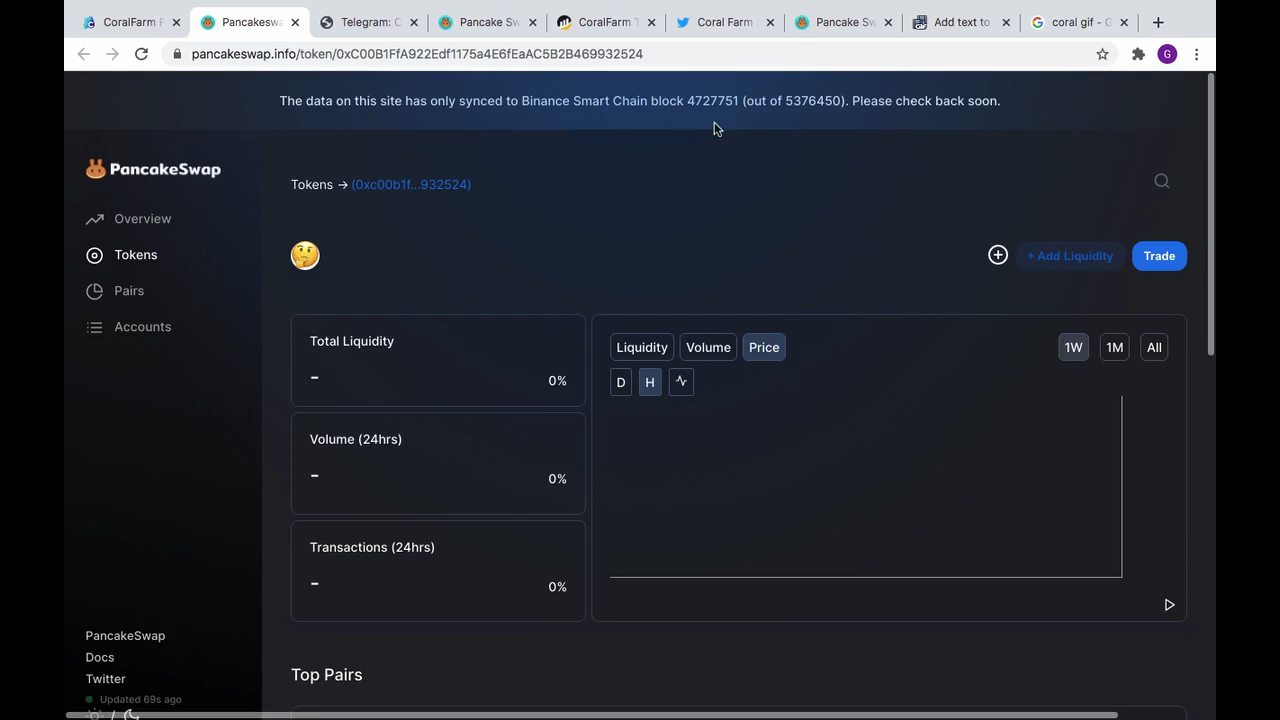 CoralFarm F
Pancakesw
Telegram: C
Pancake Sw
CoralFarm T
Coral Farm
Pancake Sw
Add text to
coral gif - G
pancakeswap.info/token/0xC00B1FfA922Edf1175a4E6fEaAC5B2B469932524
G
The data on this site has only synced to Binance Smart Chain block 4727751 (out of 5376450). Please check back soon.
PancakeSwap
Tokens → (0xc00b1f...932524)
Overview
Tokens
Pairs
Accounts
+ Add Liquidity
Trade
Total Liquidity
-
0%
Volume (24hrs)
-
0%
Transactions (24hrs)
-
0%
Liquidity
Volume
Price
1W
1M
All
D
H
Top Pairs
PancakeSwap
Docs
Twitter
Updated 69s ago
/